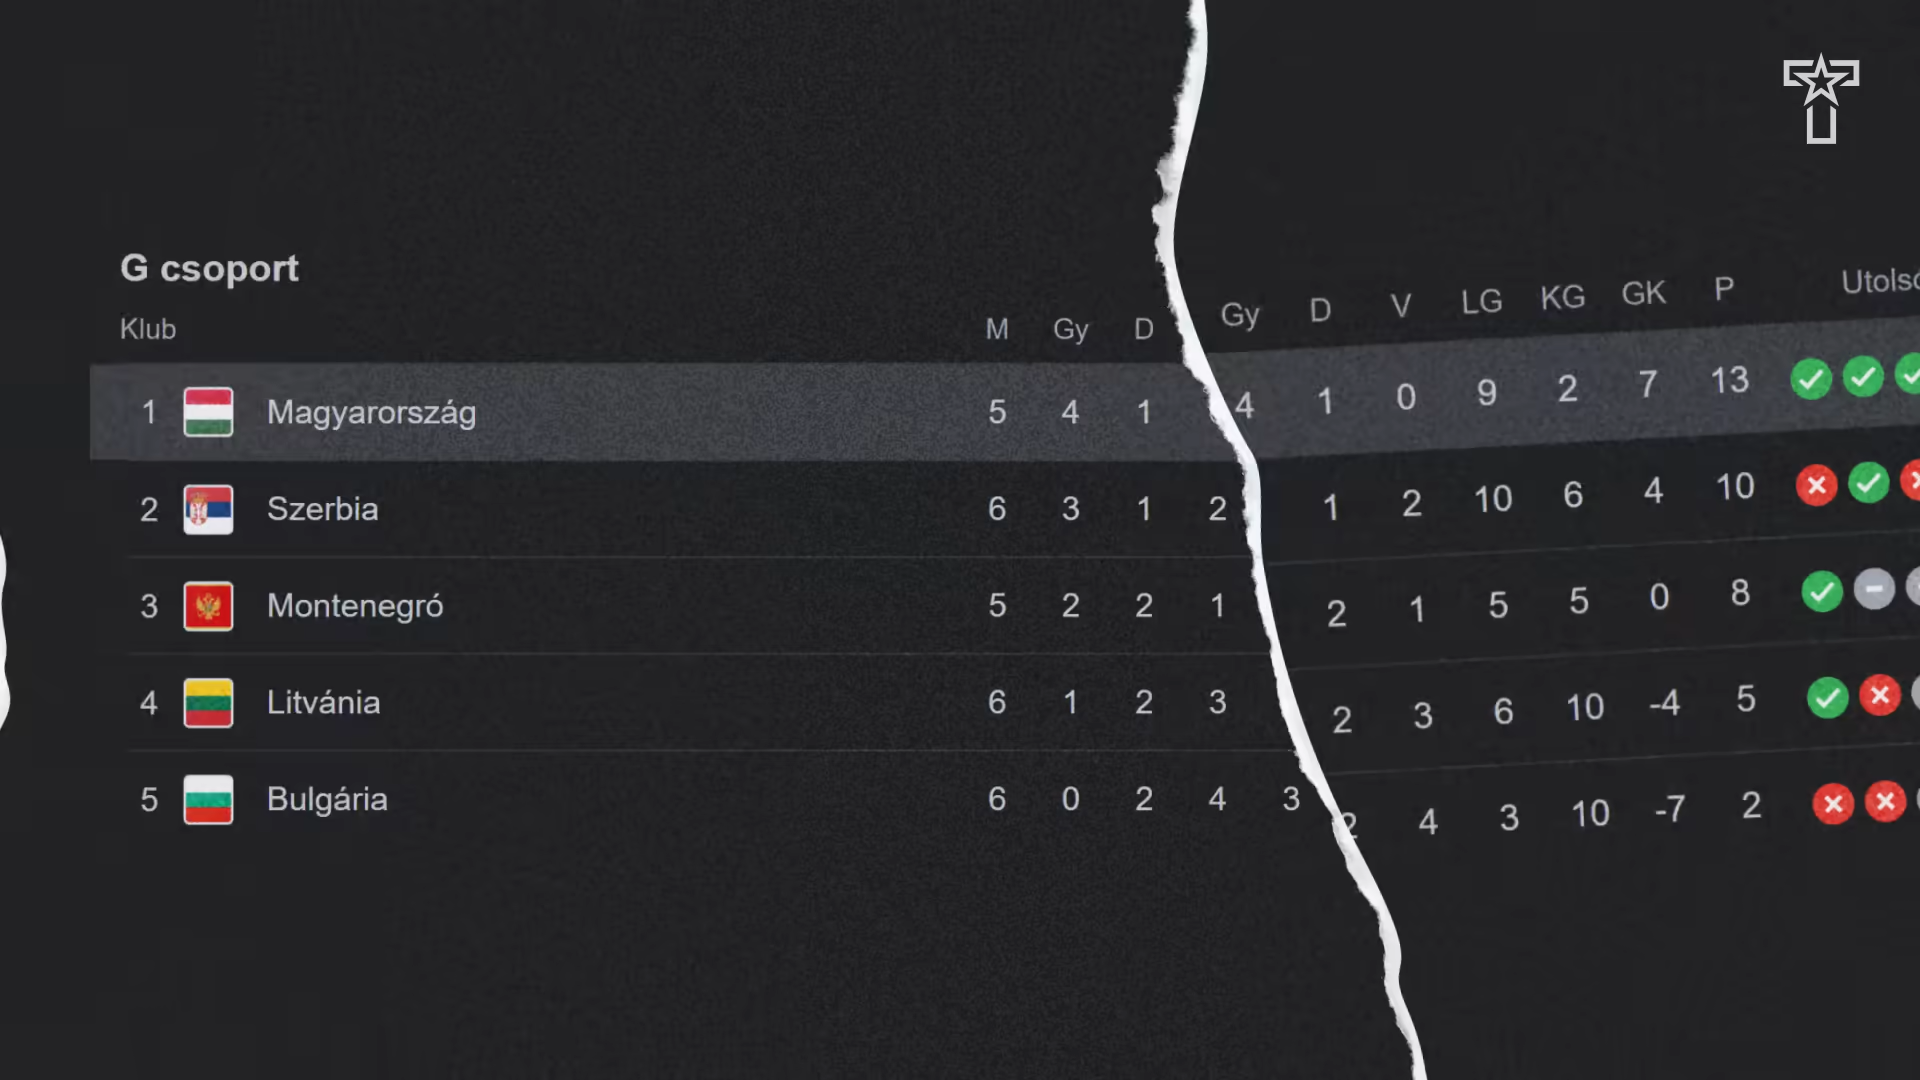 G csoport
Klub M Gy D Gy D V LG KG GK P
1 Magyarország 5 4 1 4 1 0 9 2 7 13
2 Szerbia 6 3 1 2 1 2 10 6 4 10
3 Montenegró 5 2 2 1 2 1 5 5 0 8
4 Litvánia 6 1 2 3 2 3 6 10 -4 5
5 Bulgária 6 0 2 4 3 2 4 3 10 -7 2